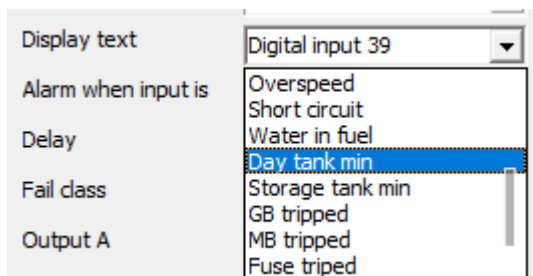 Display text
Digital input 39
Alarm when input is
Overspeed
Short circuit
Delay
Water in fuel
Day tank min
Fail class
Storage tank min
GB tripped
Output A
MB tripped
Fuse triped